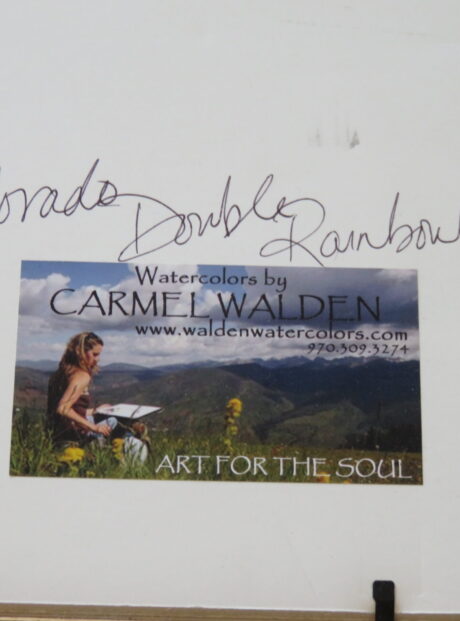 orado Double Rainbow
Watercolors by
CARMEL WALDEN
www.waldenwatercolors.com
970.309.3274
ART FOR THE SOUL